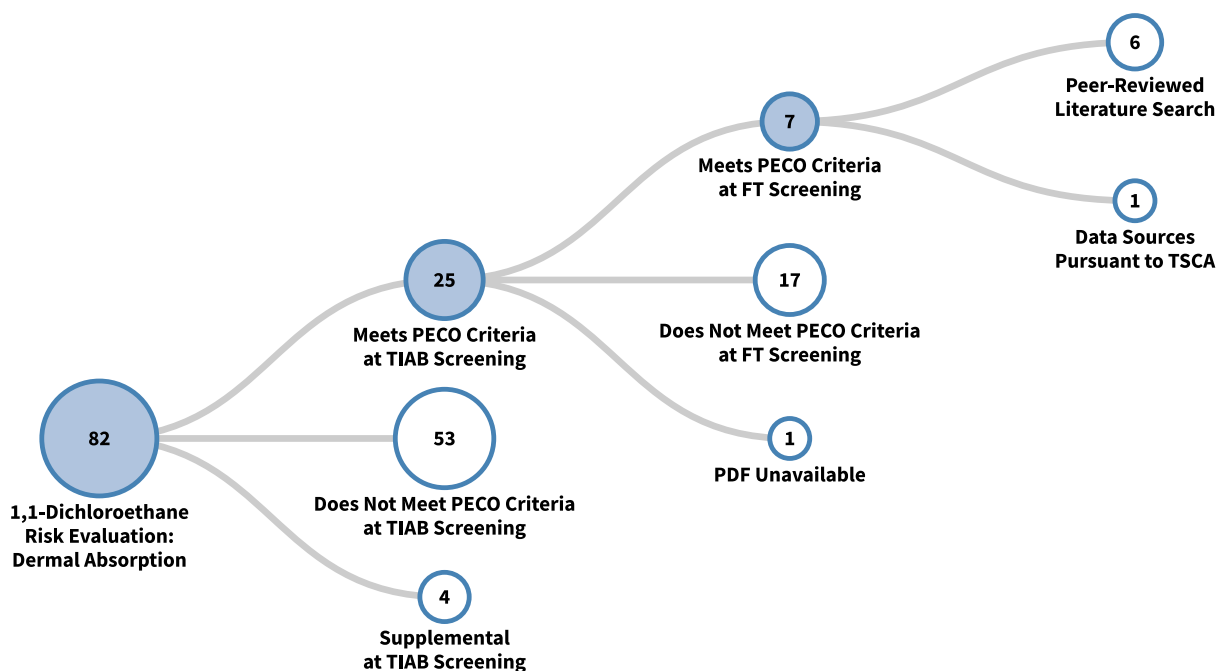 6
Peer-Reviewed
Literature Search
7
Meets PECO Criteria
at FT Screening
1
Data Sources
Pursuant to TSCA
25
Meets PECO Criteria
at TIAB Screening
17
Does Not Meet PECO Criteria
at FT Screening
82
1,1-Dichloroethane
Risk Evaluation:
Dermal Absorption
53
Does Not Meet PECO Criteria
at TIAB Screening
1
PDF Unavailable
4
Supplemental
at TIAB Screening